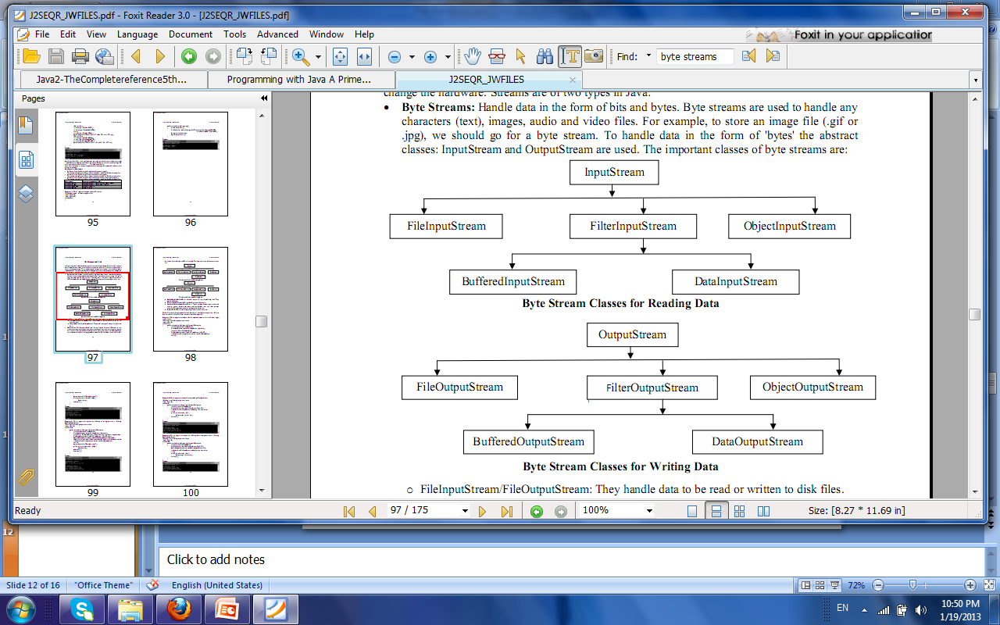 J2SEQR_JWFILES.pdf - Foxit Reader 3.0 - [J2SEQR_JWFILES.pdf]
File Edit View Language Document Tools Advanced Window Help
Foxit in your application
Find: byte streams
Java2-TheCompletereference5th... Programming with Java A Prime... J2SEQR_JWFILES
Pages
change the hardware. Streams are of two types in Java:
• Byte Streams: Handle data in the form of bits and bytes. Byte streams are used to handle any
characters (text), images, audio and video files. For example, to store an image file (.gif or
.jpg), we should go for a byte stream. To handle data in the form of 'bytes' the abstract
classes: InputStream and OutputStream are used. The important classes of byte streams are:
InputStream
FileInputStream FilterInputStream ObjectInputStream
BufferedInputStream DataInputStream
Byte Stream Classes for Reading Data
OutputStream
FileOutputStream FilterOutputStream ObjectOutputStream
BufferedOutputStream DataOutputStream
Byte Stream Classes for Writing Data
o FileInputStream/FileOutputStream: They handle data to be read or written to disk files.
95 96
97 98
99 100
Ready 97 / 175 100% Size: [8.27 * 11.69 in]
12
Click to add notes
Slide 12 of 16 "Office Theme" English (United States) 72%
EN 10:50 PM
1/19/2013